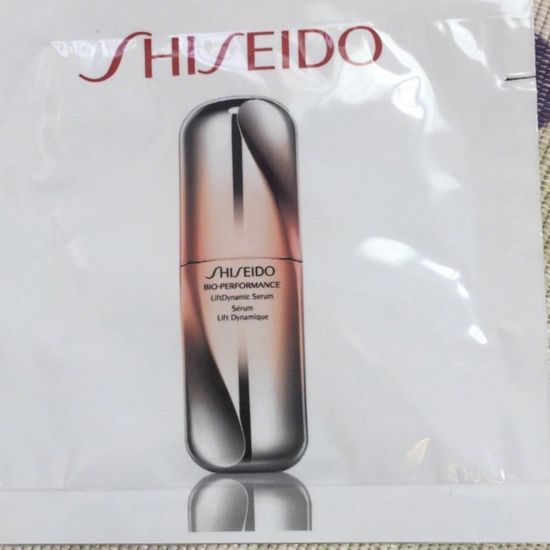 SHISEIDO
SHISEIDO
BIO-PERFORMANCE
LiftDynamic Serum
Sérum
Lift Dynamique